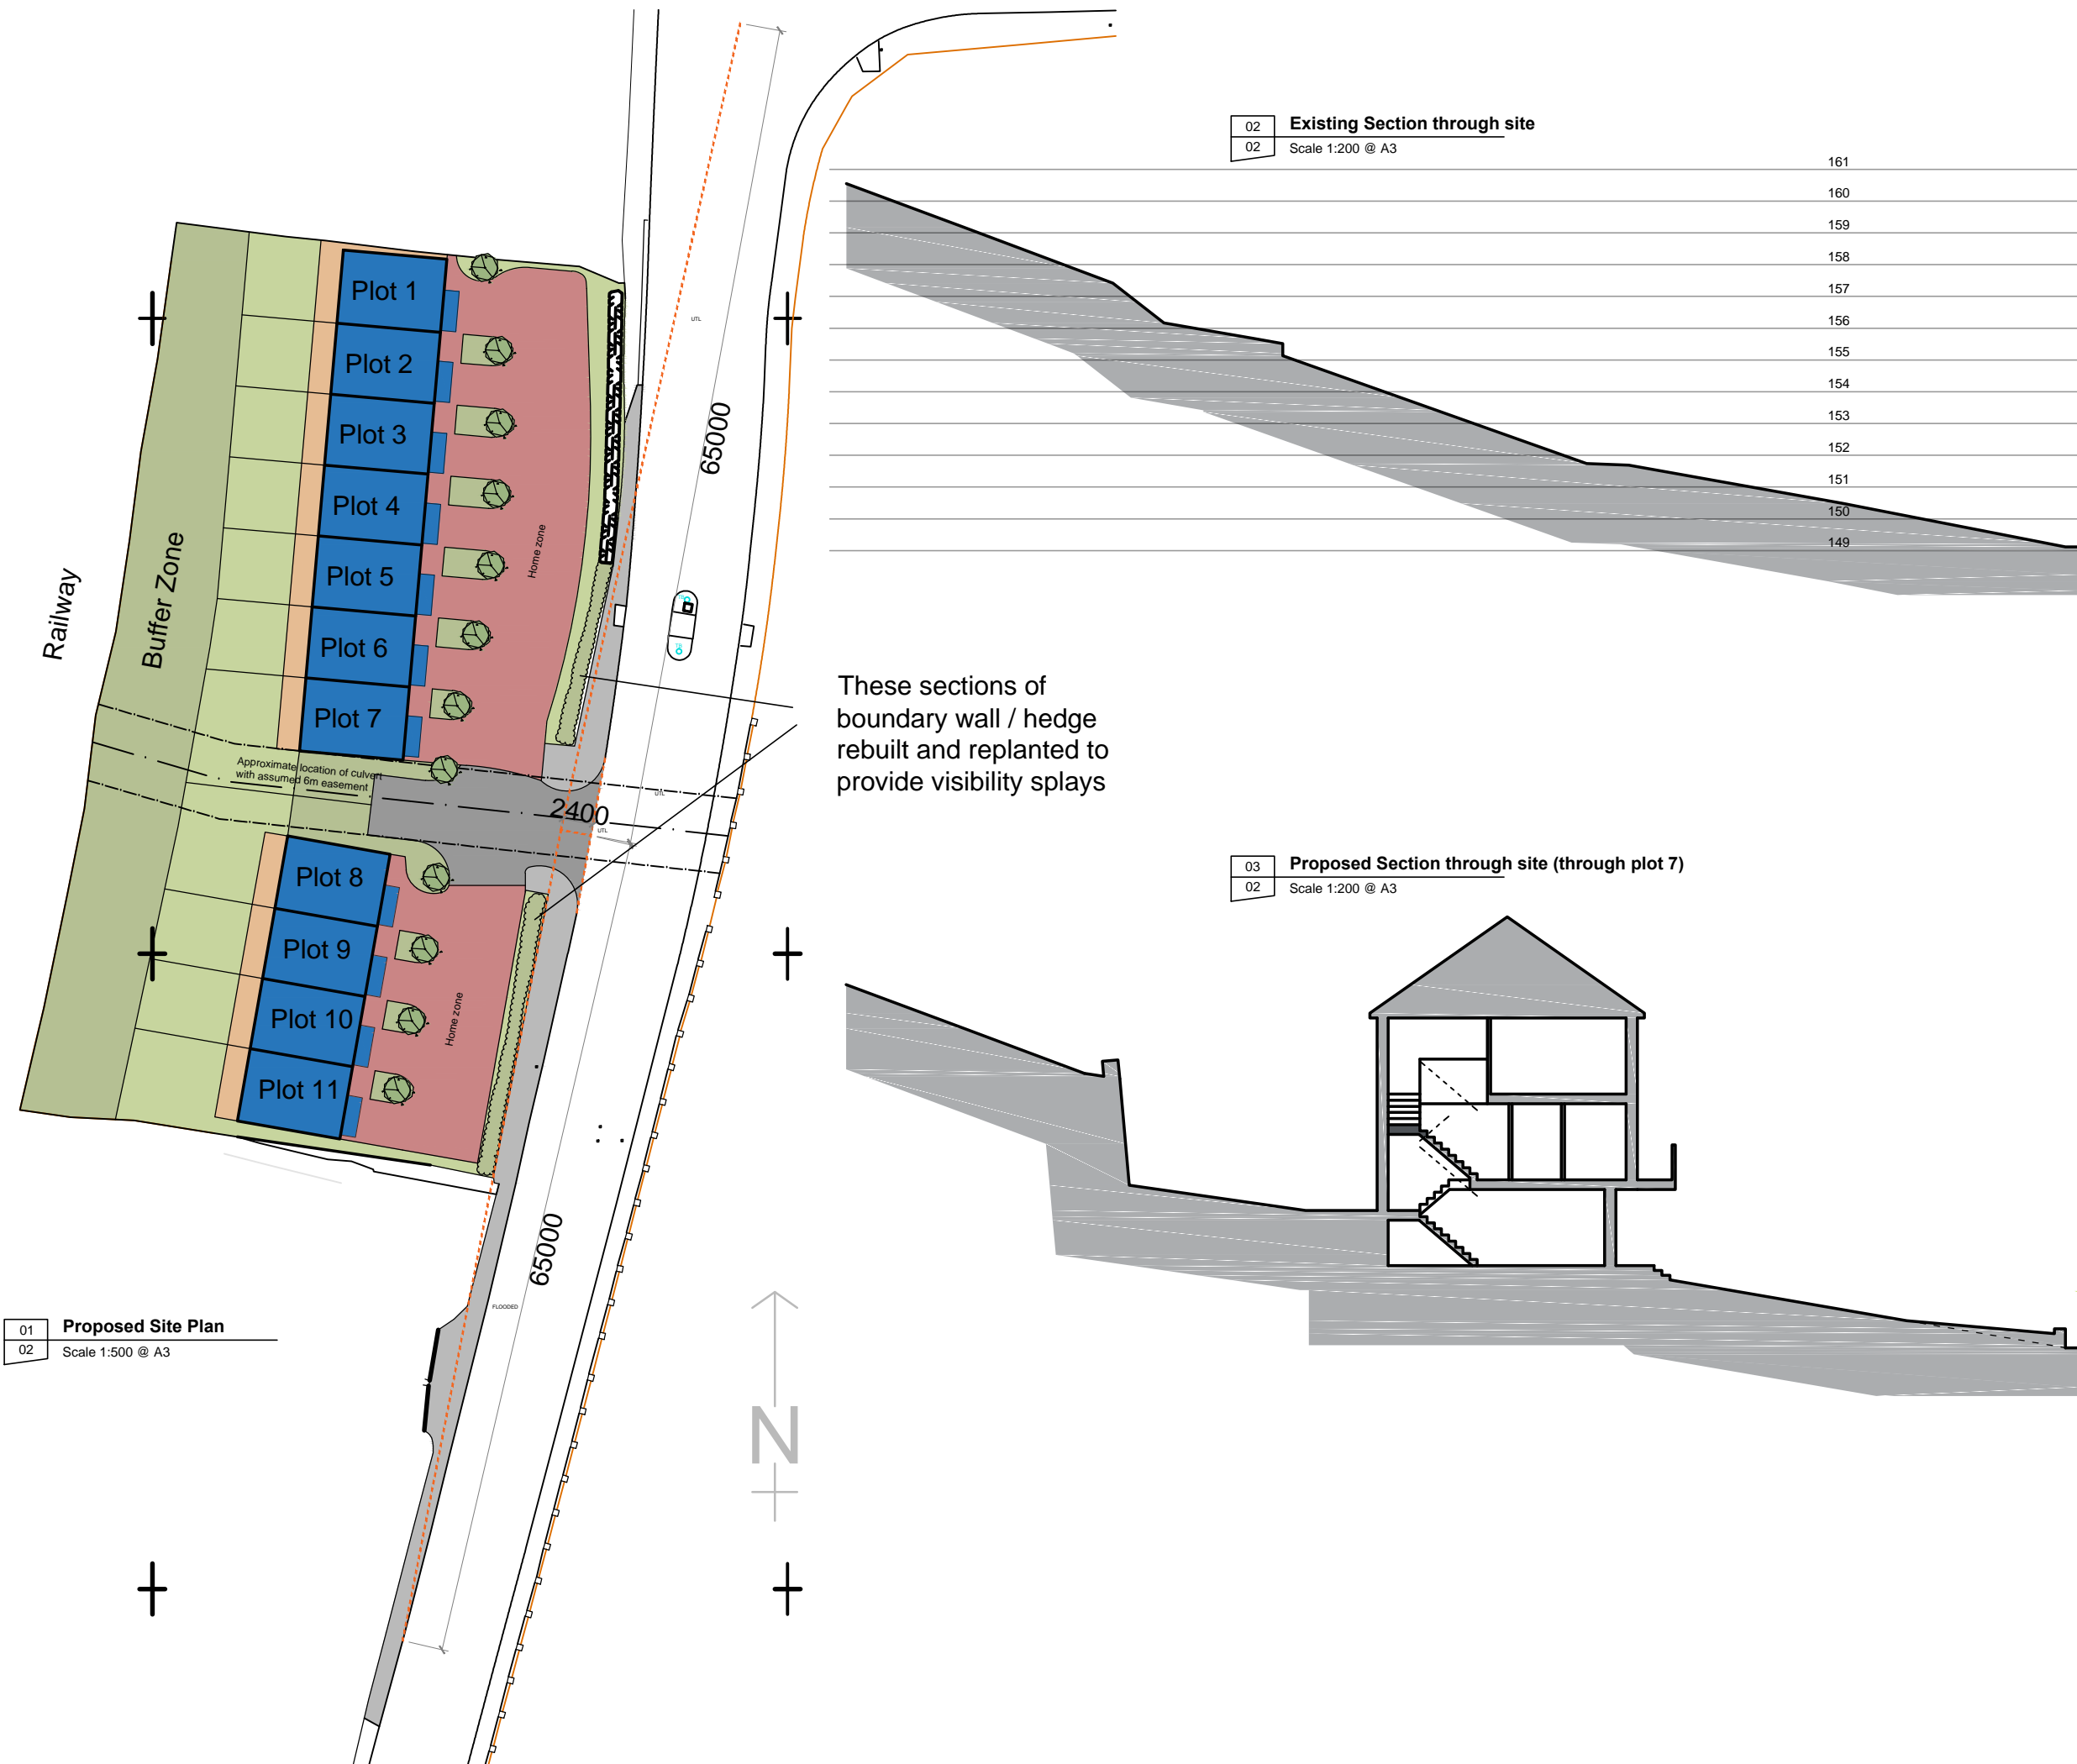 02
02
Existing Section through site
Scale 1:200 @ A3
161
160
159
158
157
156
155
154
153
152
151
150
149
Plot 1
Plot 2
Plot 3
Plot 4
Plot 5
Plot 6
Plot 7
Railway
Buffer Zone
Home zone
UTL
65000
These sections of
boundary wall / hedge
rebuilt and replanted to
provide visibility splays
Approximate location of culvert
with assumed 6m easement
2400
UTL
UTL
Plot 8
Plot 9
Plot 10
Plot 11
Home zone
03
02
Proposed Section through site (through plot 7)
Scale 1:200 @ A3
65000
FLOODED
01
02
Proposed Site Plan
Scale 1:500 @ A3
N